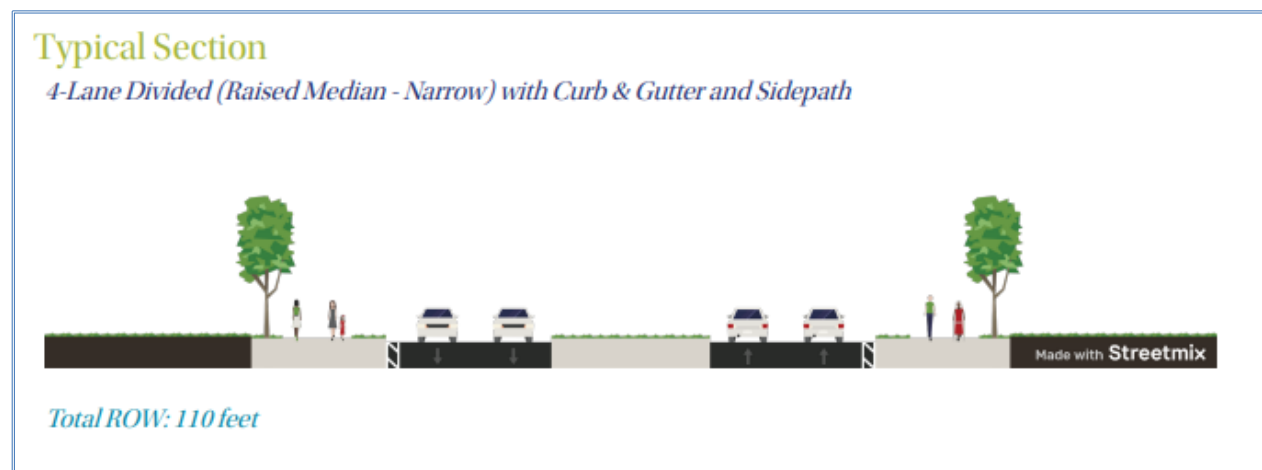 Typical Section
4-Lane Divided (Raised Median - Narrow) with Curb & Gutter and Sidepath
Made with Streetmix
Total ROW: 110 feet